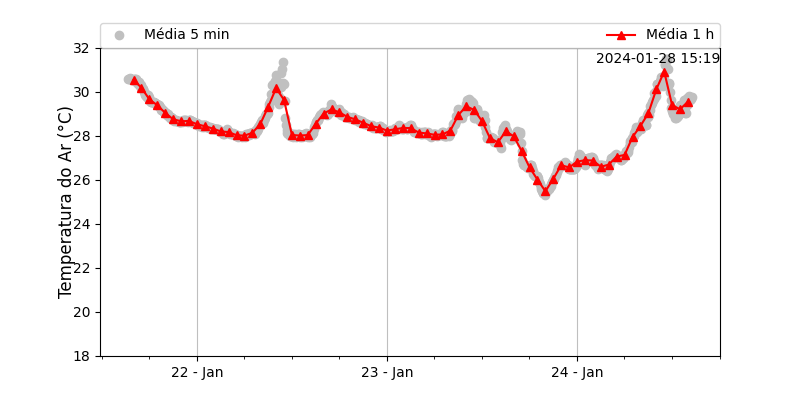 Média 5 min
Média 1 h
2024-01-28 15:19
Temperatura do Ar (°C)
32
30
28
26
24
22
20
18
22 - Jan
23 - Jan
24 - Jan